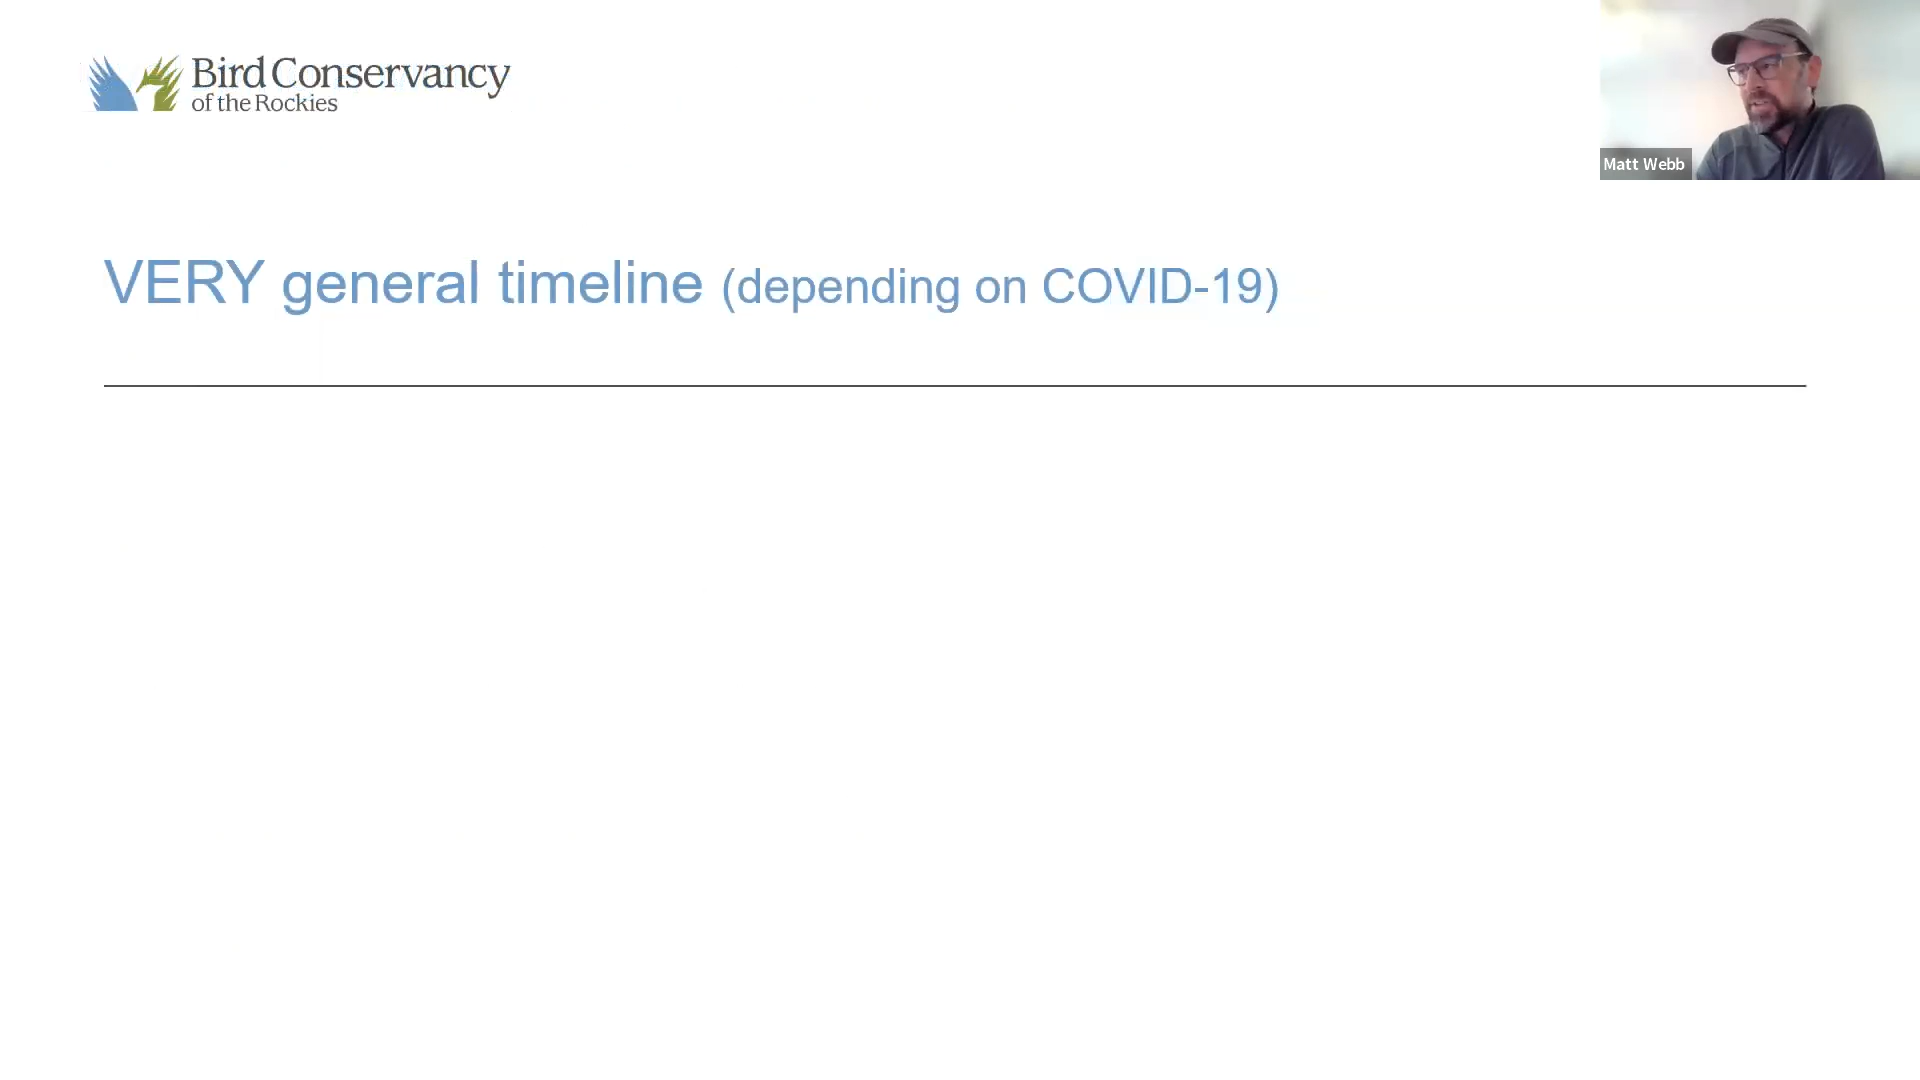 Bird Conservancy
of the Rockies
Matt Webb
VERY general timeline (depending on COVID-19)